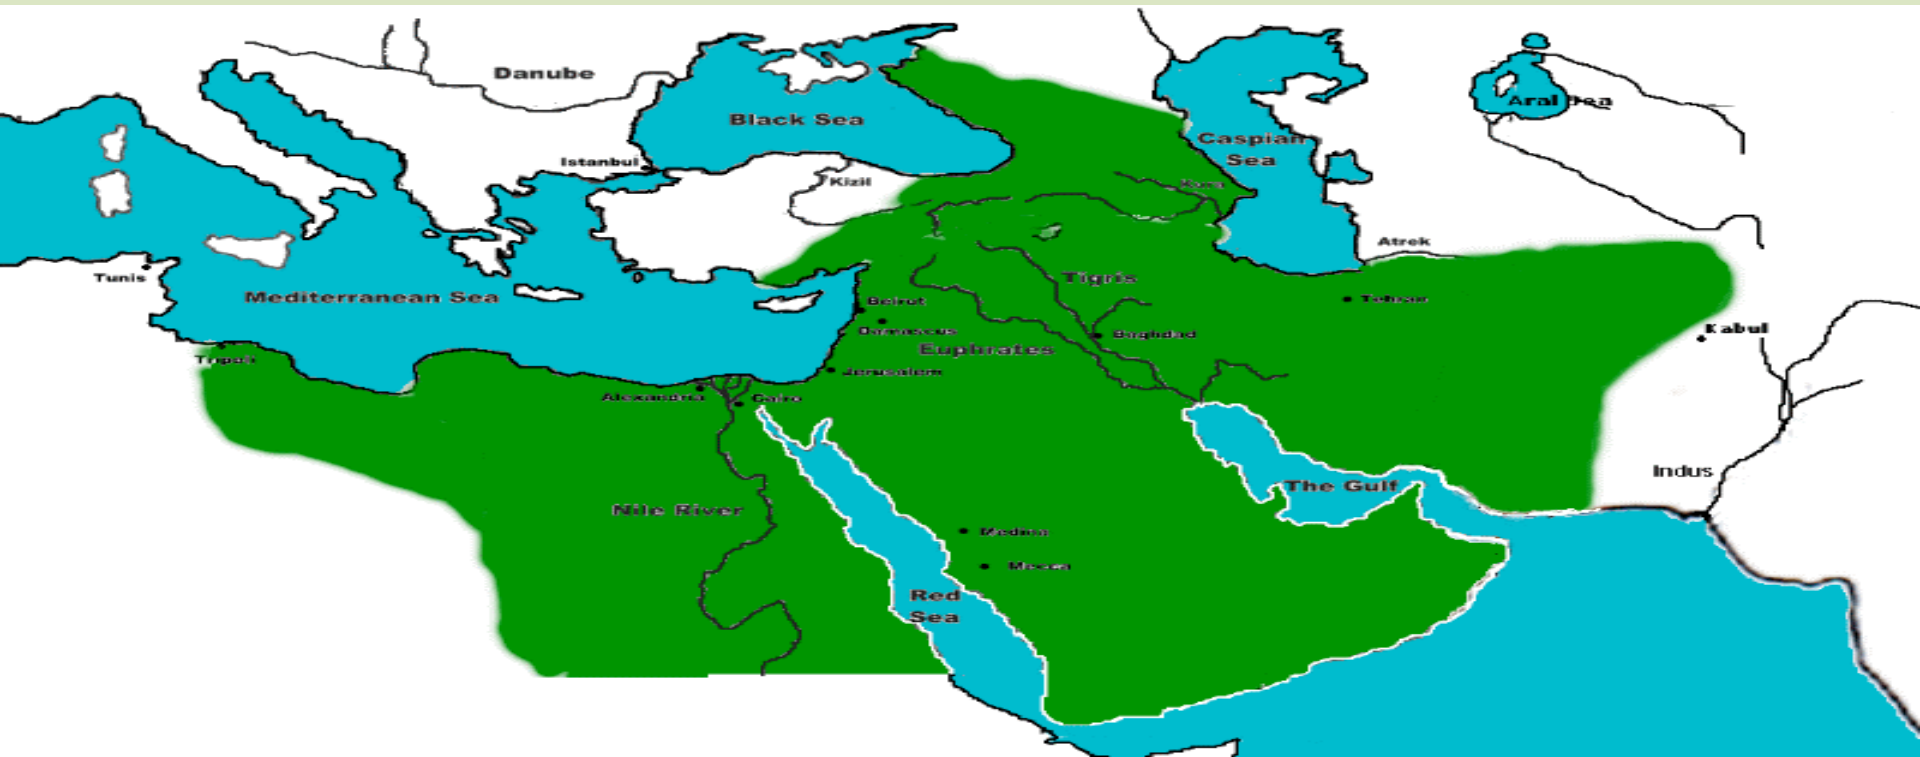 Danube
Aral Sea
Black Sea
Caspian
Sea
Istanbul
Kizil
Kura
Atrek
Tunis
Tigris
Mediterranean Sea
Beirut
Tehran
Damascus
Baghdad
Kabul
Euphrates
Tripoli
Jerusalem
Alexandria
Cairo
Indus
The Gulf
Nile River
Medina
Mecca
Red
Sea